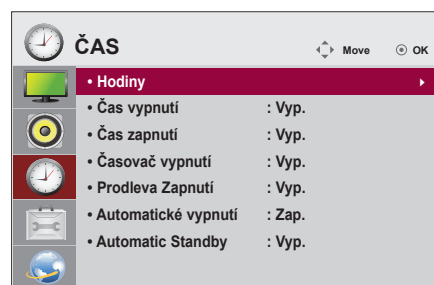 ČAS Move OK
• Hodiny
• Čas vypnutí : Vyp.
• Čas zapnutí : Vyp.
• Časovač vypnutí : Vyp.
• Prodleva Zapnutí : Vyp.
• Automatické vypnutí : Zap.
• Automatic Standby : Vyp.